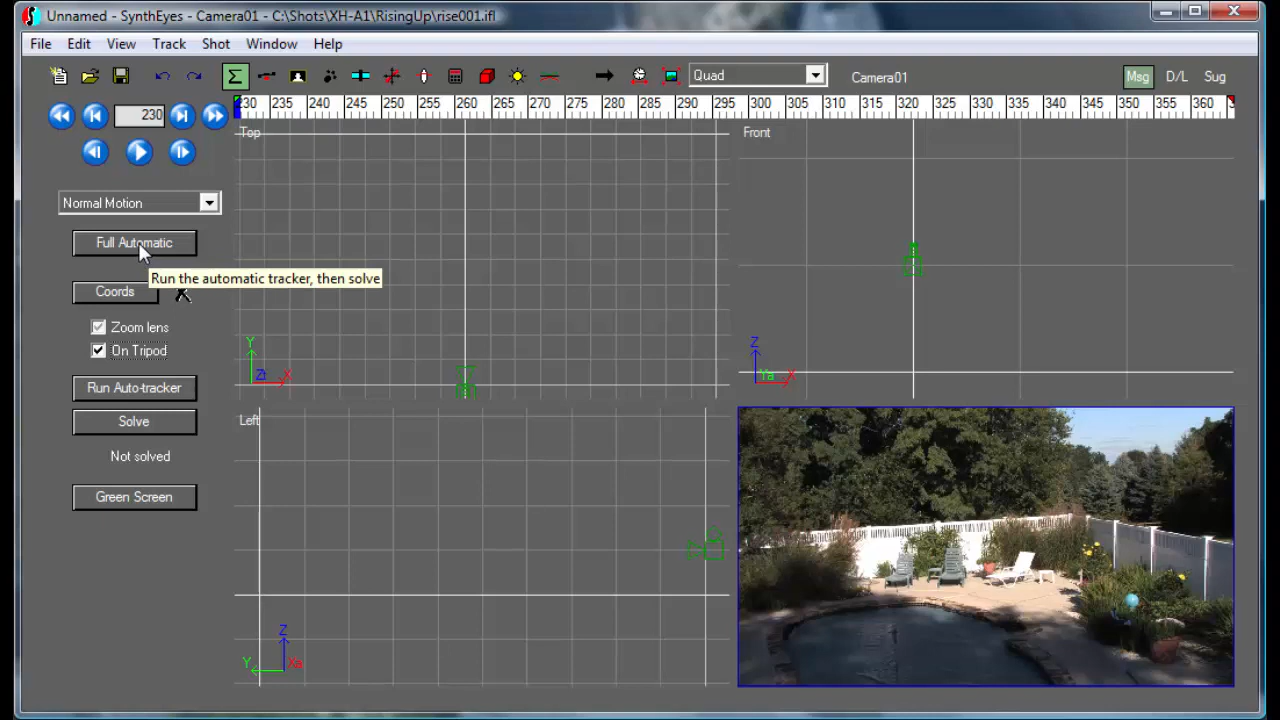 Unnamed - SynthEyes - Camera01 - C:\Shots\XH-A1\RisingUp\rise001.ifl
File Edit View Track Shot Window Help
Quad Camera01 Msg D/L Sug
230 230 235 240 245 250 255 260 265 270 275 280 285 290 295 300 305 310 315 320 325 330 335 340 345 350 355 360
Top Front
Normal Motion
Full Automatic
Run the automatic tracker, then solve
Coords
Zoom lens
On Tripod
Run Auto-tracker
Solve
Not solved
Green Screen
Y
X
Z
Ya X
Left
Z
Y Xa